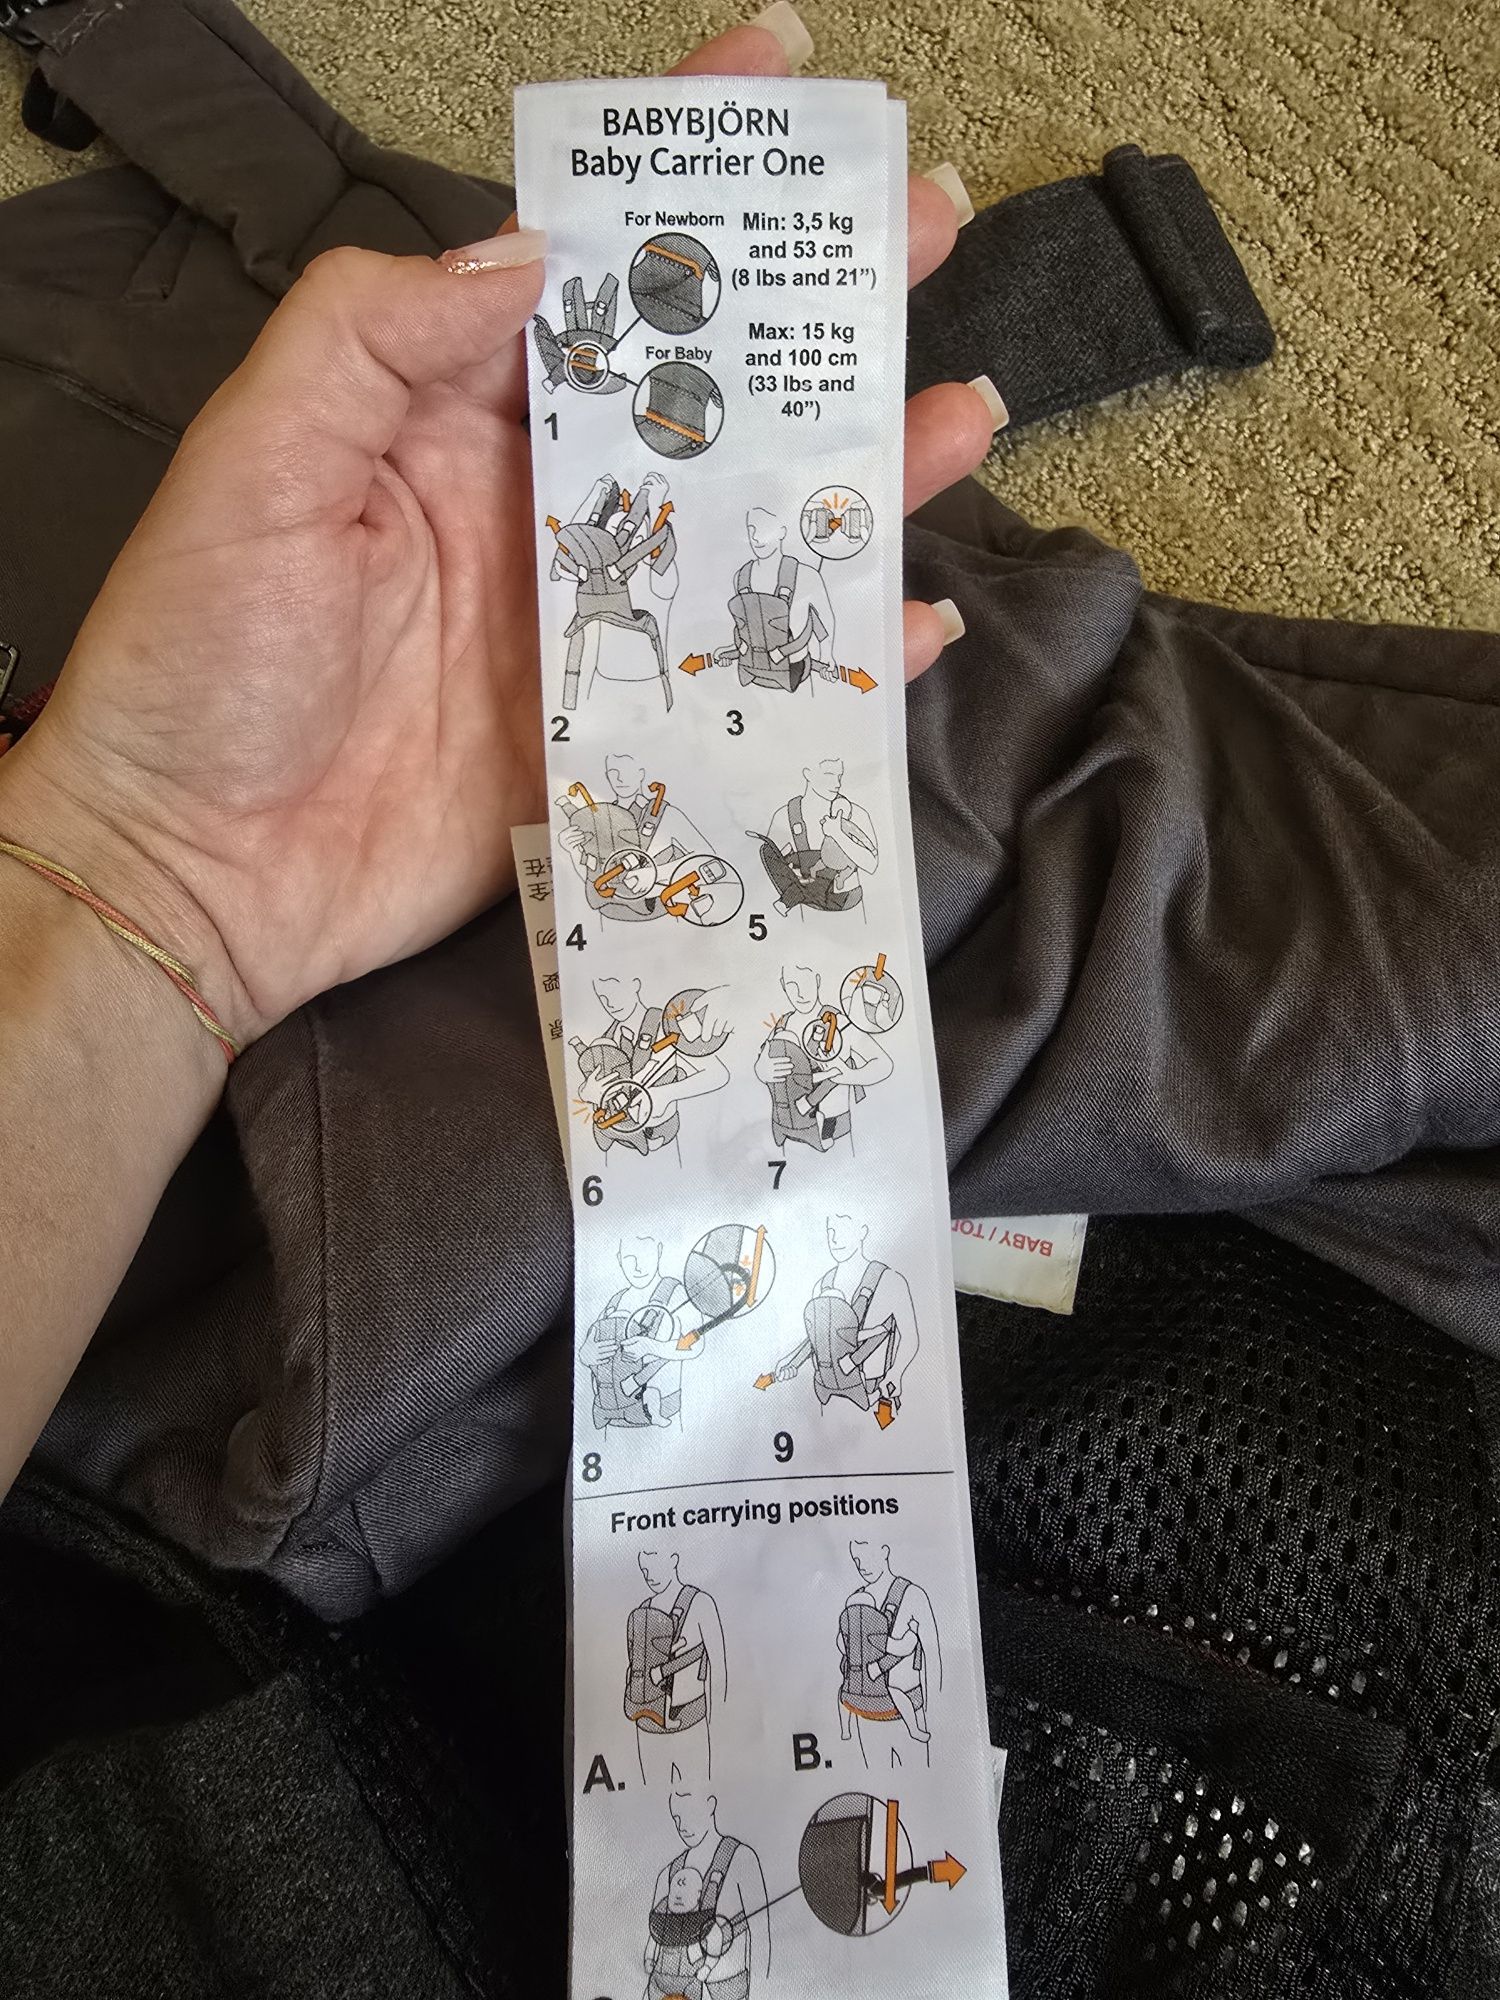 BABYBJÖRN
Baby Carrier One
For Newborn
Min: 3,5 kg
and 53 cm
(8 lbs and 21")
For Baby
Max: 15 kg
and 100 cm
(33 lbs and
40")
1
2
3
4
5
6
7
8
9
Front carrying positions
A.
B.
BABY / TO